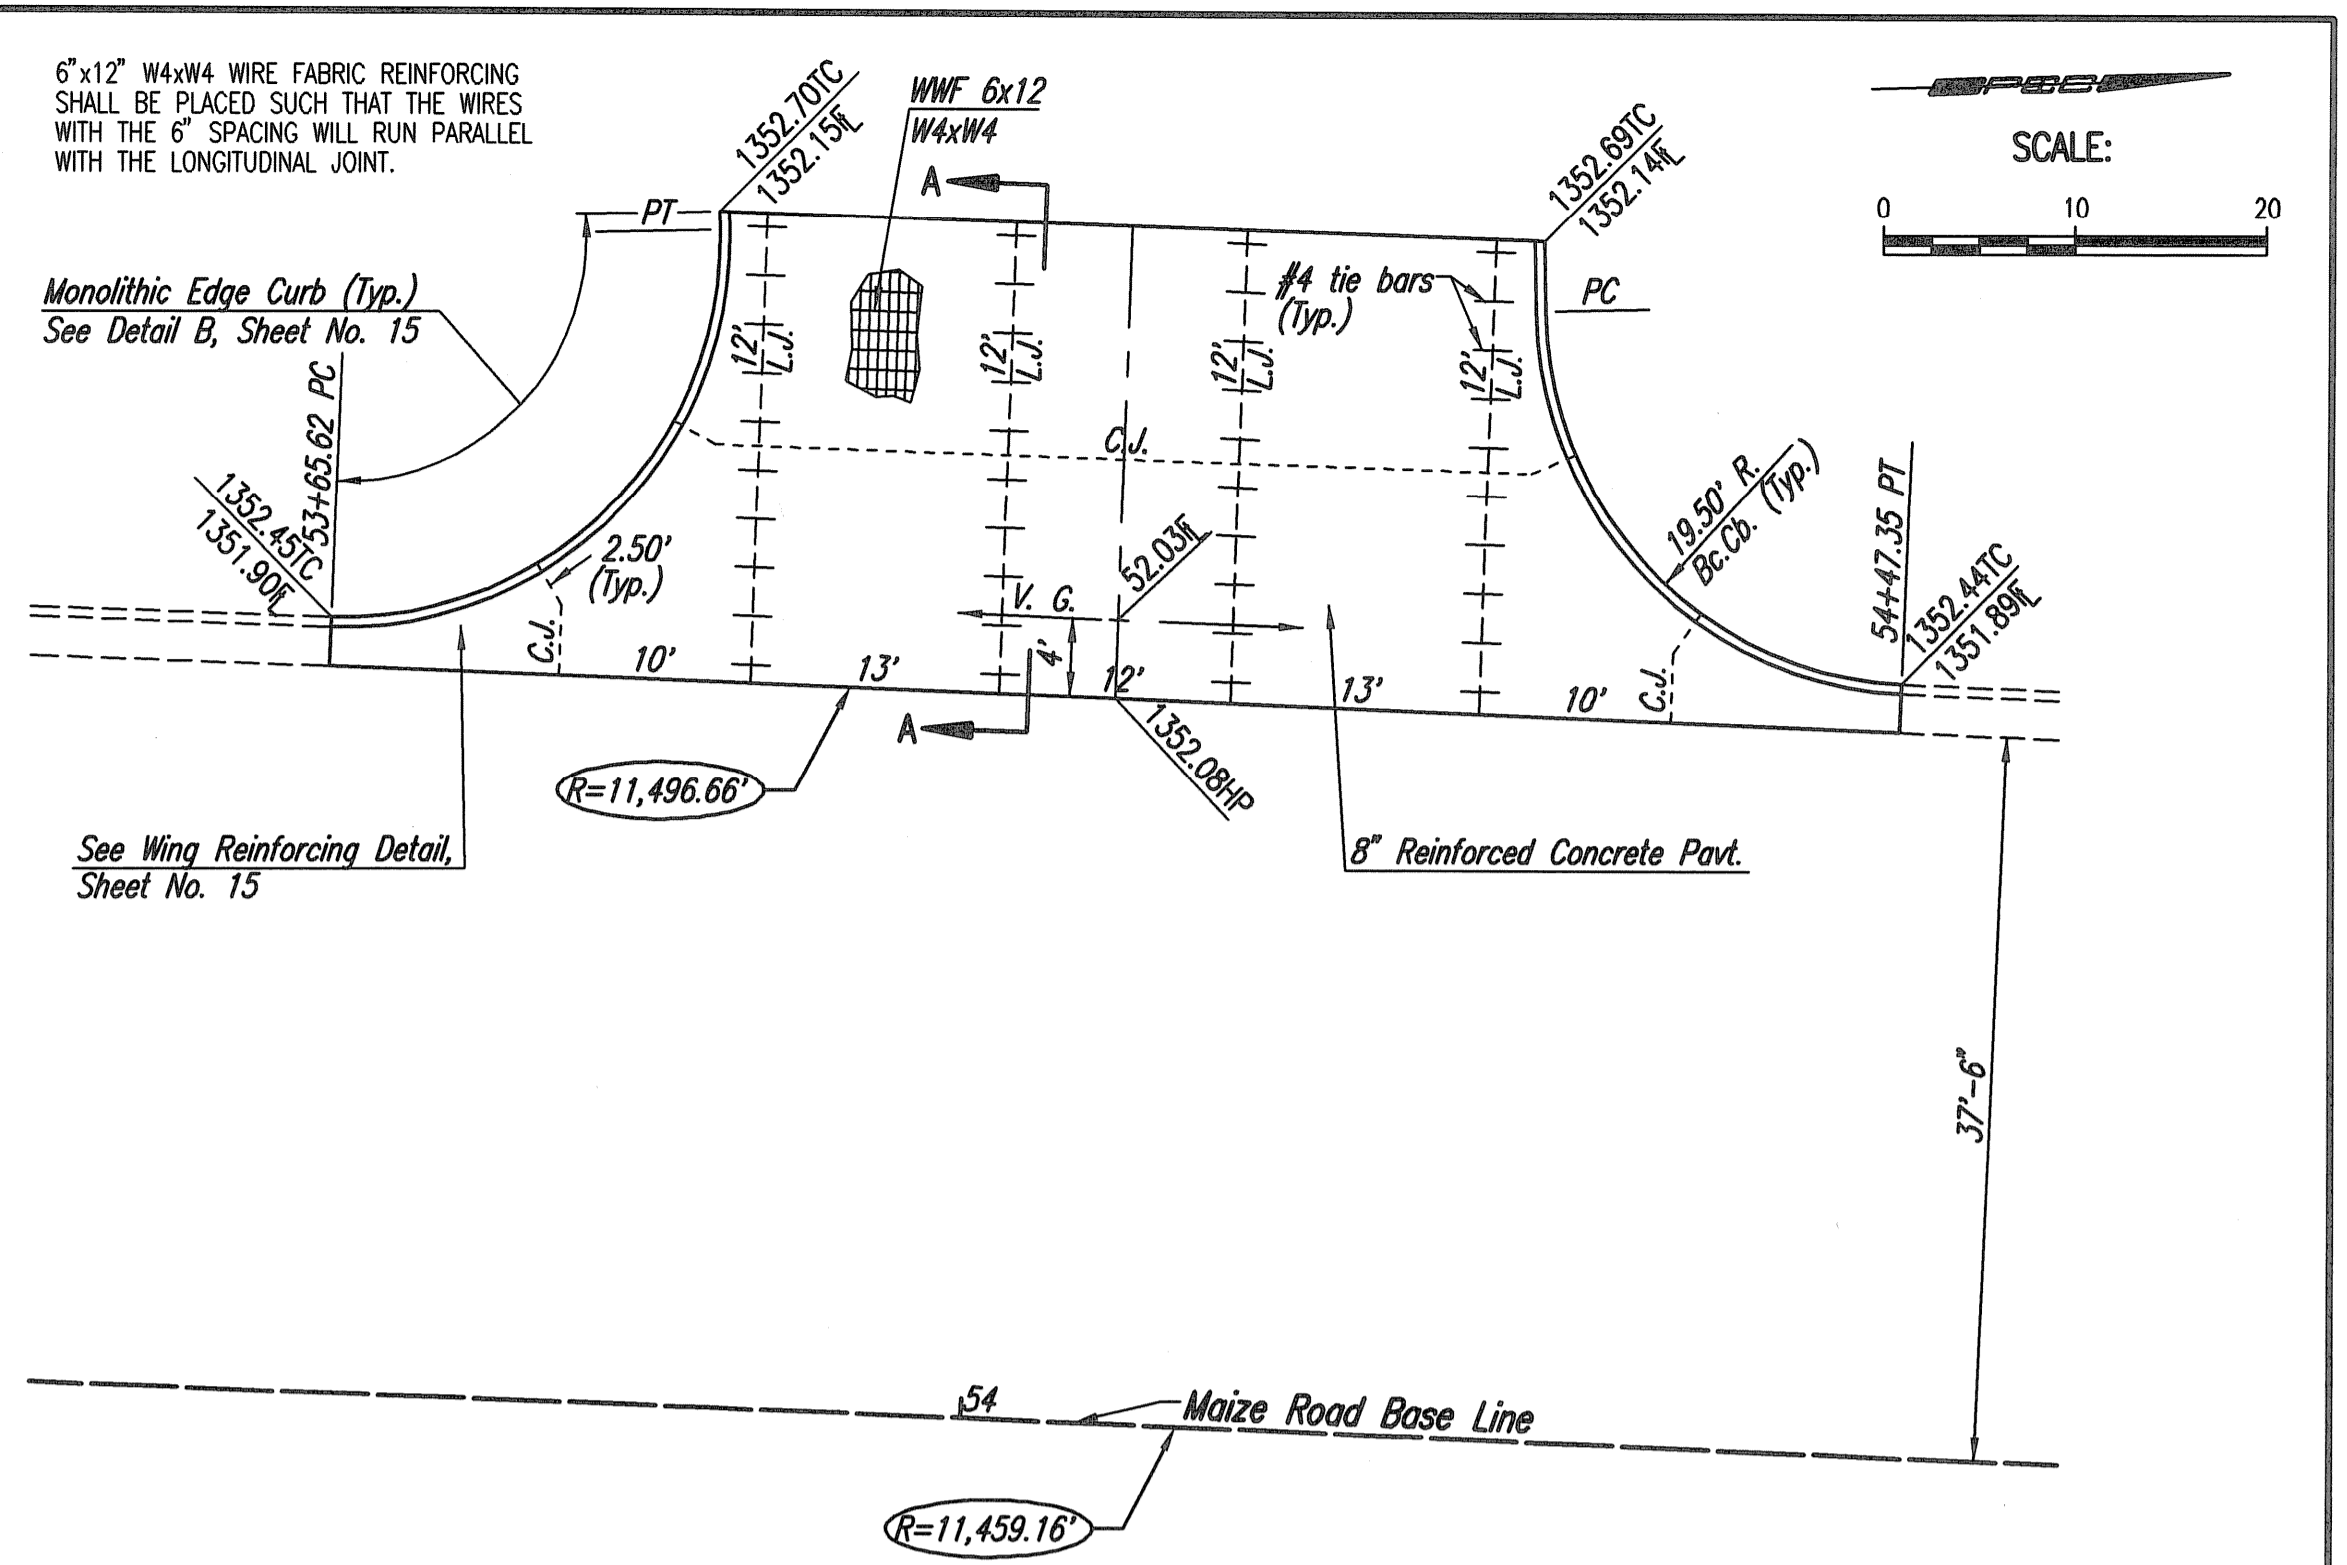 6"x12" W4xW4 WIRE FABRIC REINFORCING
SHALL BE PLACED SUCH THAT THE WIRES
WITH THE 6" SPACING WILL RUN PARALLEL
WITH THE LONGITUDINAL JOINT.
WWF 6x12
W4xW4
1352.70TC
1352.15FL
A
1352.69TC
1352.14FL
SCALE:
0 10 20
PT
PC
Monolithic Edge Curb (Typ.)
See Detail B, Sheet No. 15
#4 tie bars
(Typ.)
12'
L.J.
12'
L.J.
12'
L.J.
12'
L.J.
C.J.
53+65.62 PC
1352.45TC
1351.90FL
2.50'
(Typ.)
C.J.
52.03FL
V. G.
4'
19.50' R.
Bc.Cb. (Typ.)
54+47.35 PT
1352.44TC
1351.89FL
C.J.
10'
13'
12'
13'
10'
A
1352.08HP
R=11,496.66'
See Wing Reinforcing Detail,
Sheet No. 15
8" Reinforced Concrete Pavt.
37'-6"
54
Maize Road Base Line
R=11,459.16'